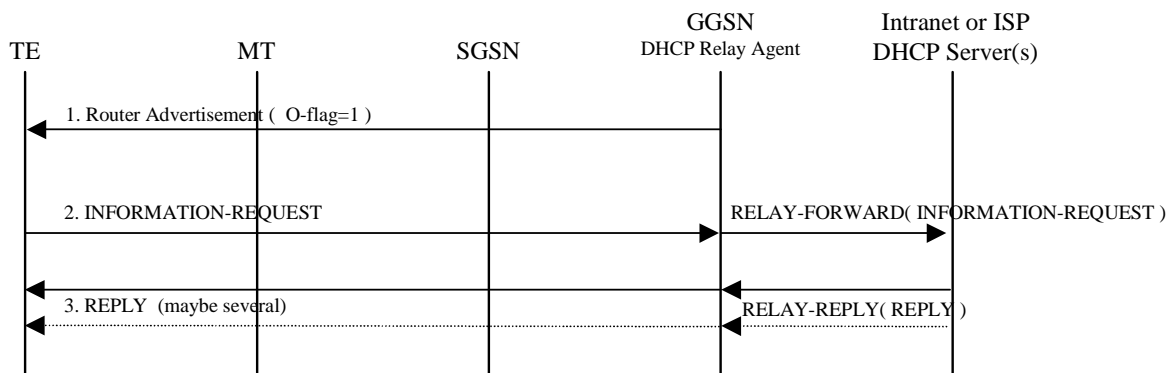 GGSN
Intranet or ISP
TE
MT
SGSN
DHCP Relay Agent
DHCP Server(s)
1. Router Advertisement ( O-flag=1 )
2. INFORMATION-REQUEST
RELAY-FORWARD( INFORMATION-REQUEST )
3. REPLY (maybe several)
RELAY-REPLY( REPLY )